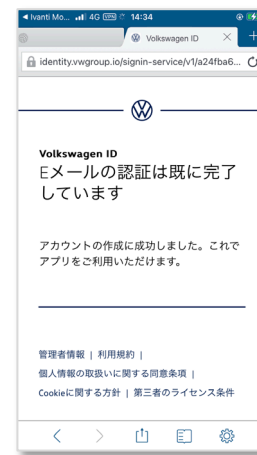 Ivanti Mo... 4G VPN 14:34
Volkswagen ID
identity.vwgroup.io/signin-service/v1/a24fba6...
Volkswagen ID
Eメールの認証は既に完了
しています
アカウントの作成に成功しました。これで
アプリをご利用いただけます。
管理者情報 | 利用規約 |
個人情報の取扱いに関する同意条項 |
Cookieに関する方針 | 第三者のライセンス条件